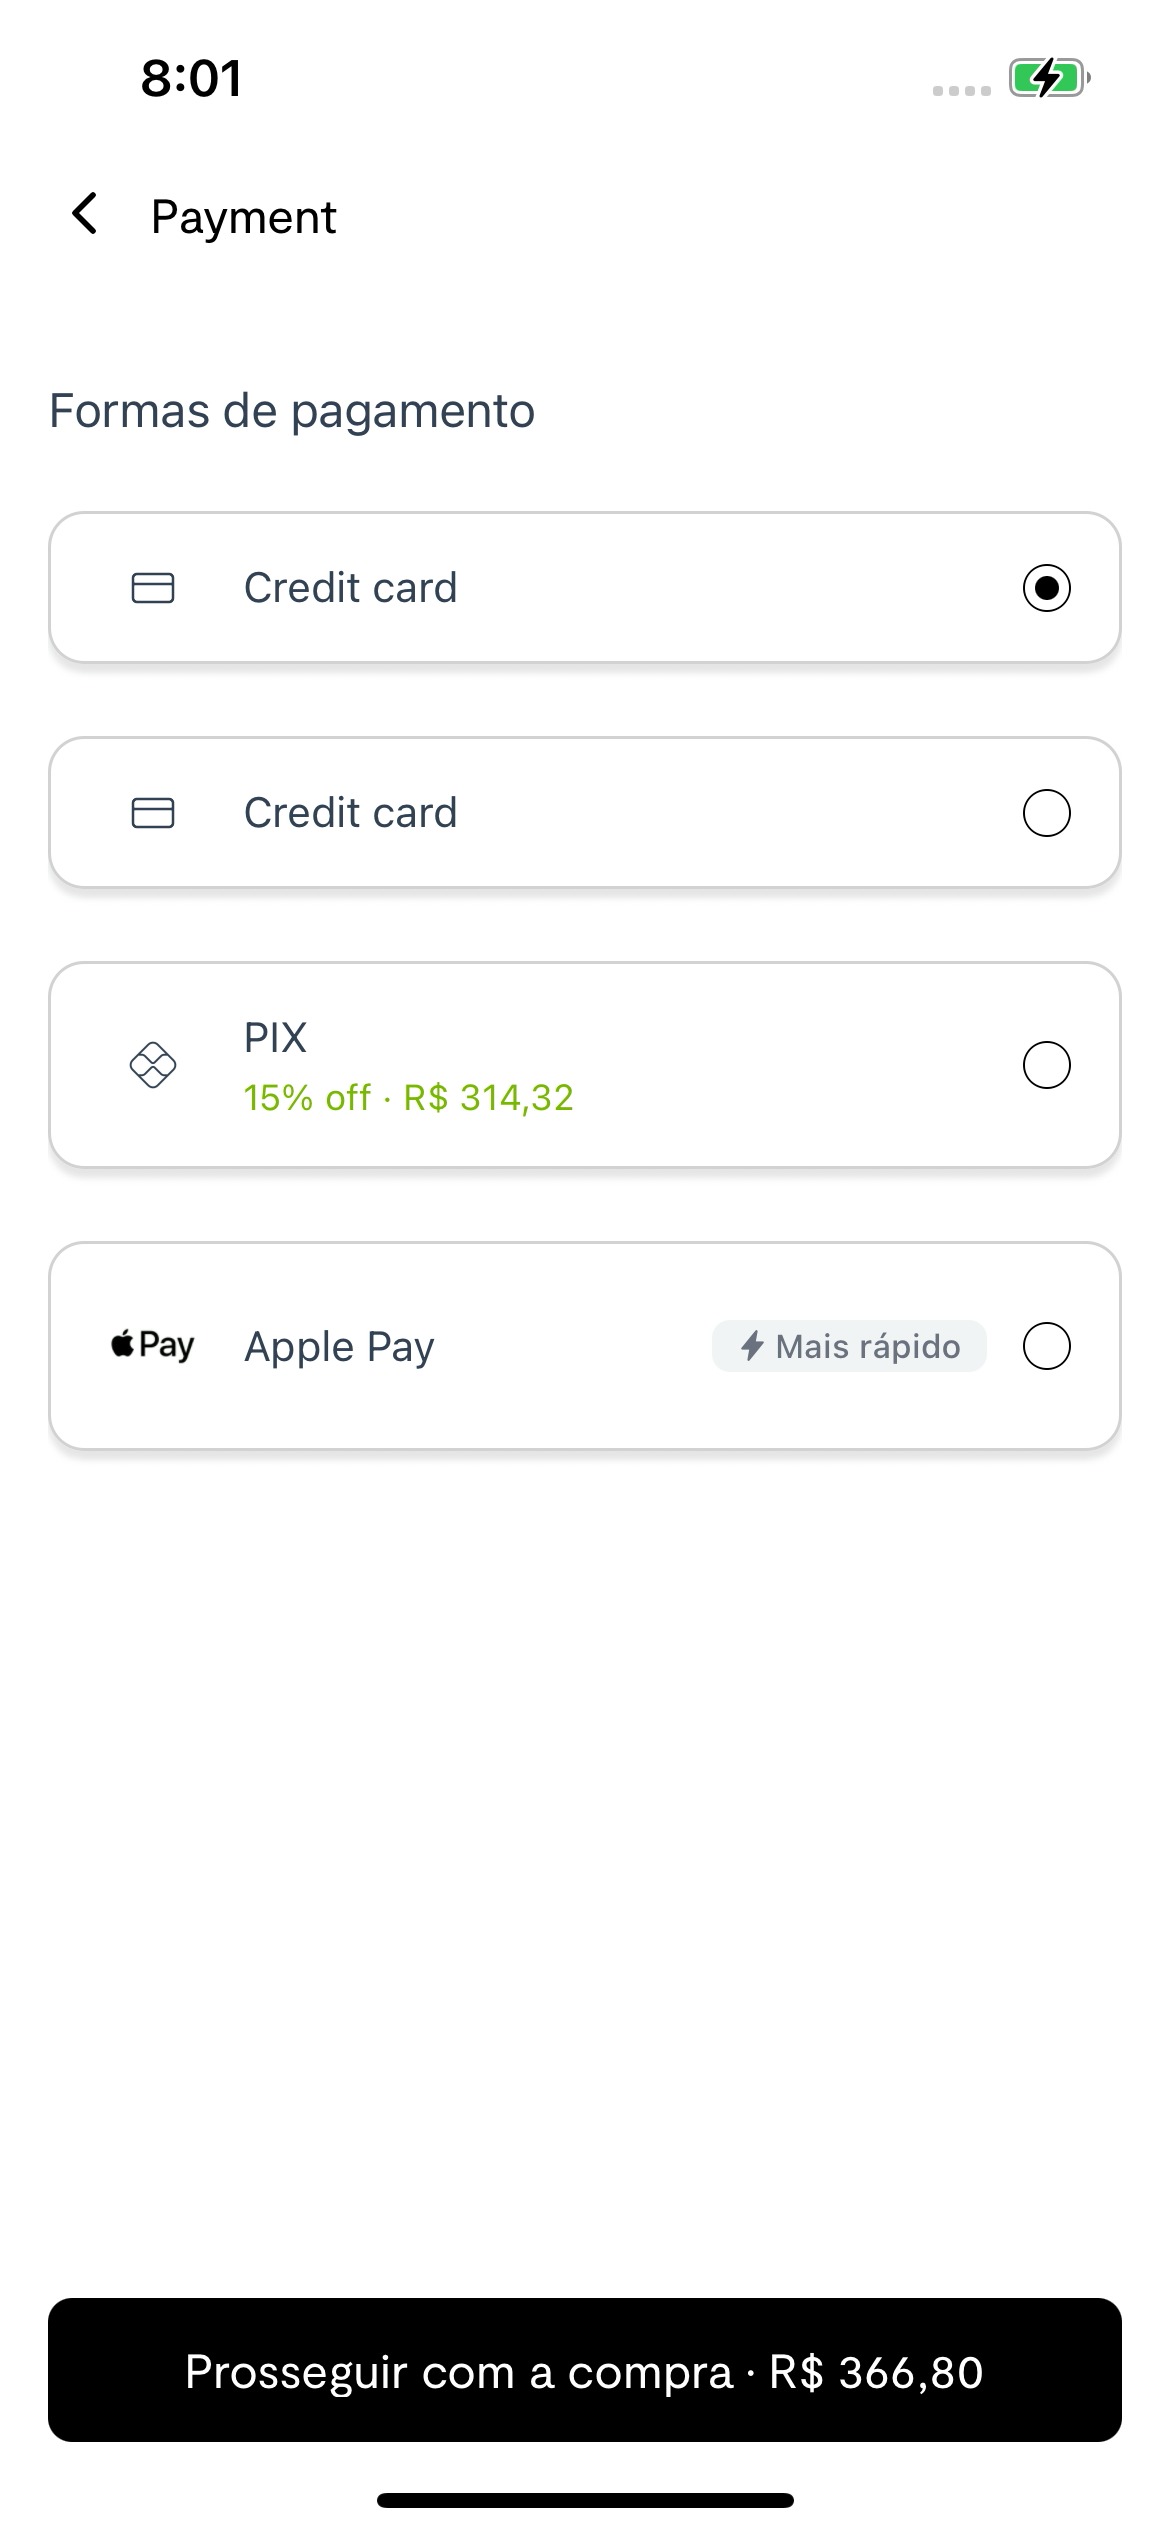 8:01
Payment
Formas de pagamento
Credit card
Credit card
PIX
15% off · R$ 314,32
Pay Apple Pay Mais rápido
Prosseguir com a compra · R$ 366,80